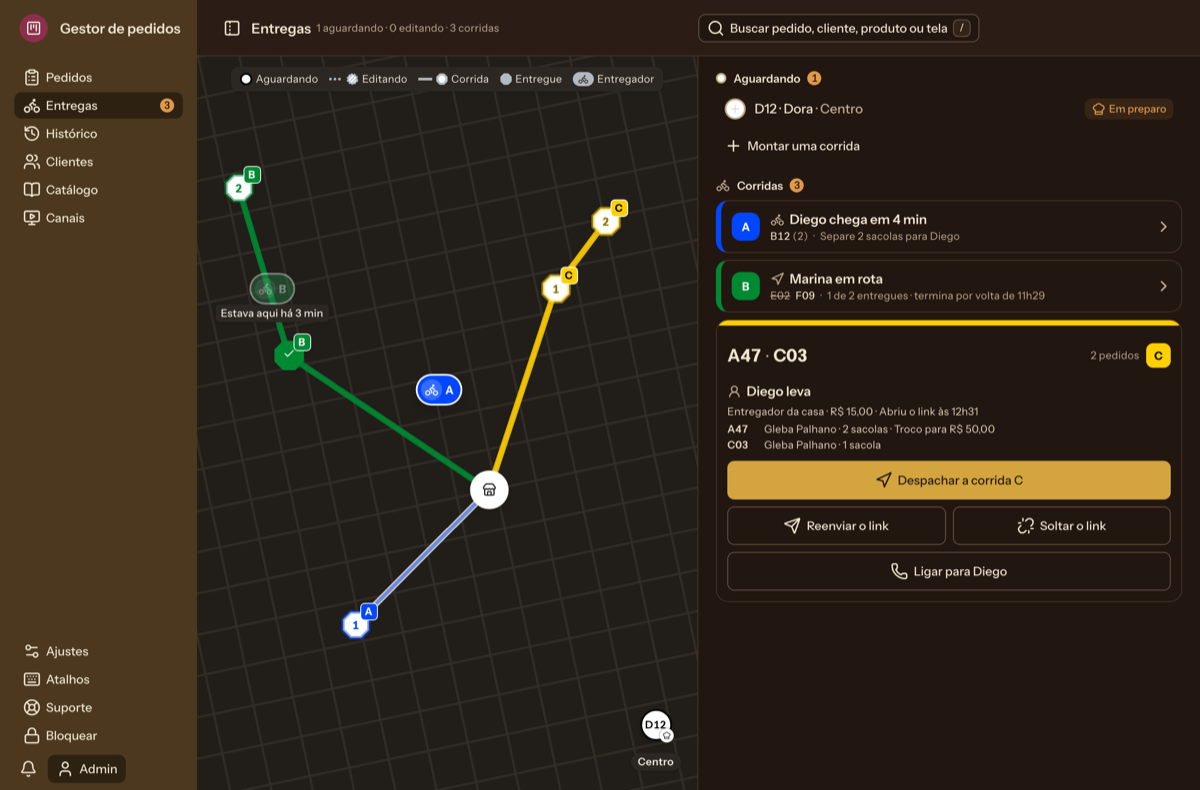 Gestor de pedidos
Pedidos
Entregas 3
Histórico
Clientes
Catálogo
Canais
Ajustes
Atalhos
Suporte
Bloquear
Admin
Entregas 1 aguardando · 0 editando · 3 corridas
Buscar pedido, cliente, produto ou tela /
Aguardando Editando Corrida Entregue Entregador
2 B
B
Estava aqui há 3 min
B
A
2 C
1 C
1 A
D12
Centro
Aguardando 1
D12 · Dora · Centro Em preparo
Montar uma corrida
Corridas 3
A Diego chega em 4 min
B12 (2) · Separe 2 sacolas para Diego
B Marina em rota
E02 F09 · 1 de 2 entregues · termina por volta de 11h29
A47 · C03 2 pedidos C
Diego leva
Entregador da casa · R$ 15,00 · Abriu o link às 12h31
A47 Gleba Palhano · 2 sacolas · Troco para R$ 50,00
C03 Gleba Palhano · 1 sacola
Despachar a corrida C
Reenviar o link Soltar o link
Ligar para Diego